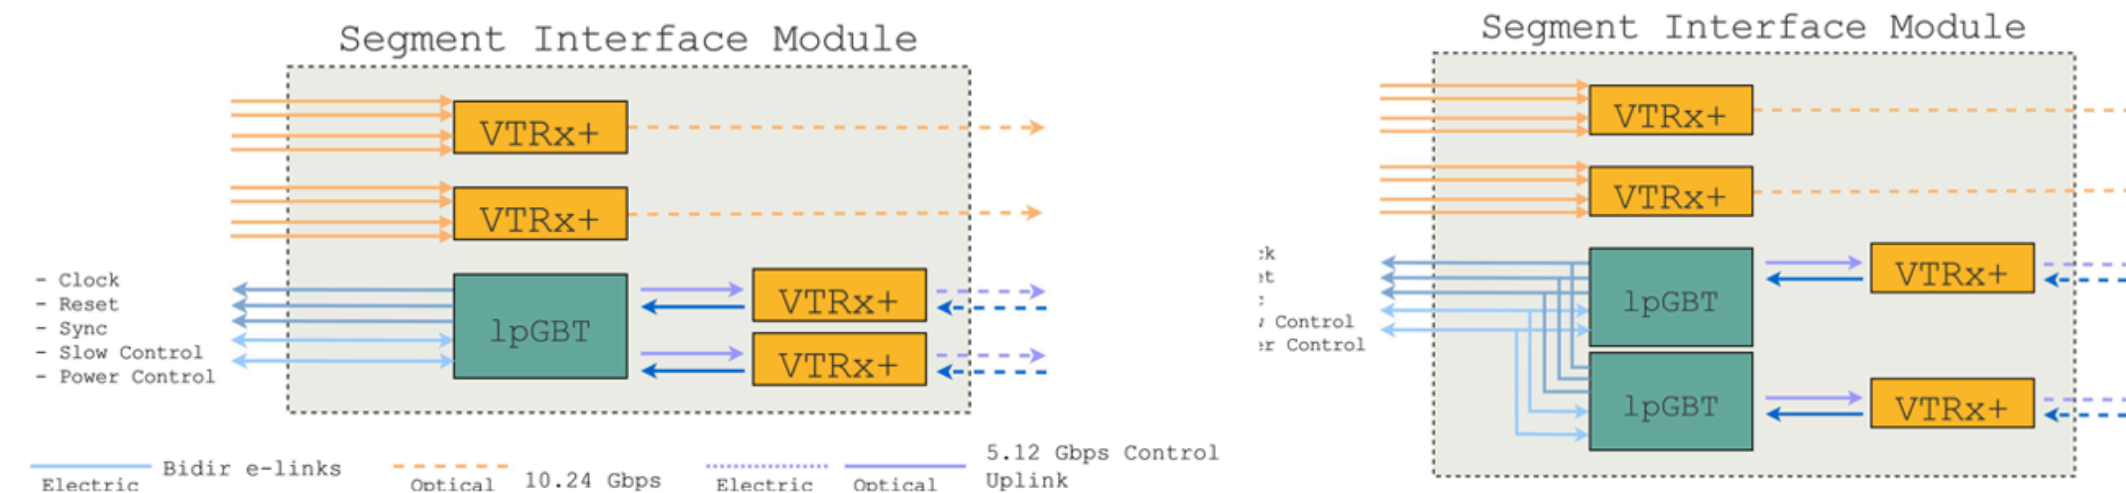 Segment Interface Module
VTRx+
VTRx+
- Clock
- Reset
- Sync
- Slow Control
- Power Control
lpGBT
VTRx+
VTRx+
Bidir e-links
Electric
Optical
10.24 Gbps
Electric
Optical
5.12 Gbps Control
Uplink
Segment Interface Module
VTRx+
VTRx+
Control
Control
lpGBT
VTRx+
lpGBT
VTRx+